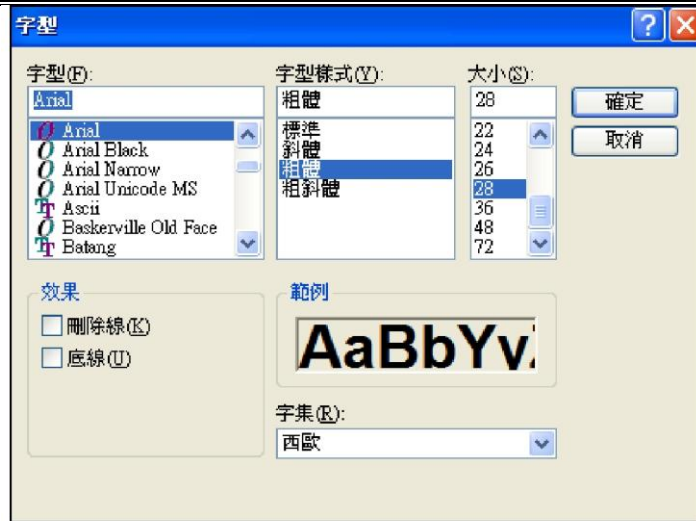 字型
字型(F):
Arial
Arial
Arial Black
Arial Narrow
Arial Unicode MS
Ascii
Baskerville Old Face
Batang
字型樣式(Y):
粗體
標準
斜體
粗體
粗斜體
大小(S):
28
22
24
26
28
36
48
72
確定
取消
效果
刪除線(K)
底線(U)
範例
AaBbYv
字集(R):
西歐